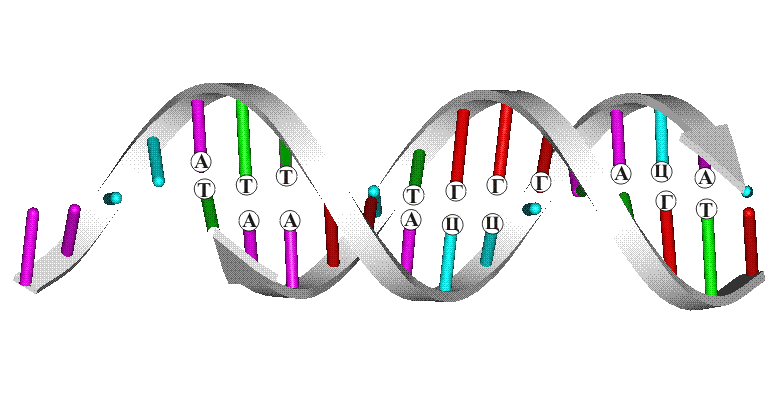 А Т Т Т Г Г Г А Ц А
Т А А А Ц Ц Г Т